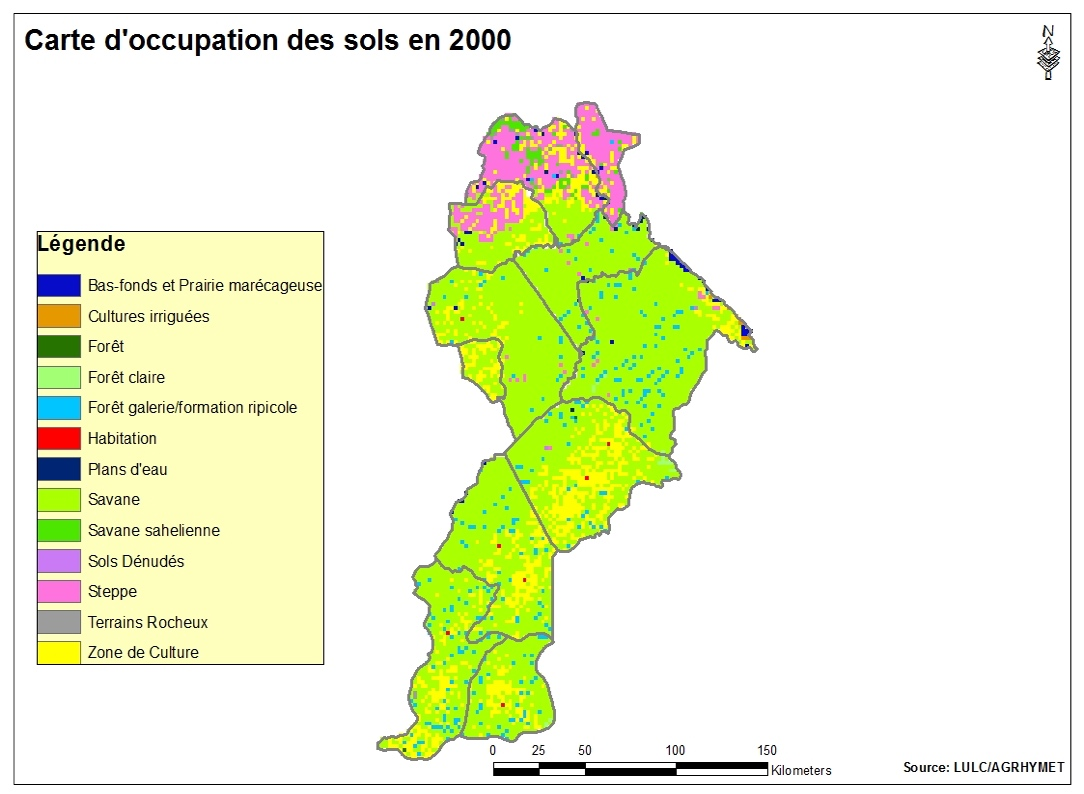 Carte d'occupation des sols en 2000
N
Légende
Bas-fonds et Prairie marécageuse
Cultures irriguées
Forêt
Forêt claire
Forêt galerie/formation ripicole
Habitation
Plans d'eau
Savane
Savane sahelienne
Sols Dénudés
Steppe
Terrains Rocheux
Zone de Culture
0 25 50 100 150
Kilometers
Source: LULC/AGRHYMET